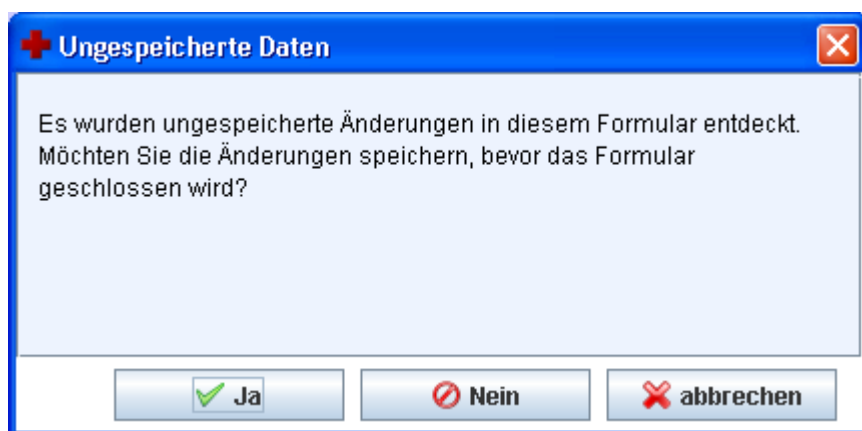 Ungespeicherte Daten
Es wurden ungespeicherte Änderungen in diesem Formular entdeckt.
Möchten Sie die Änderungen speichern, bevor das Formular
geschlossen wird?
Ja
Nein
abbrechen